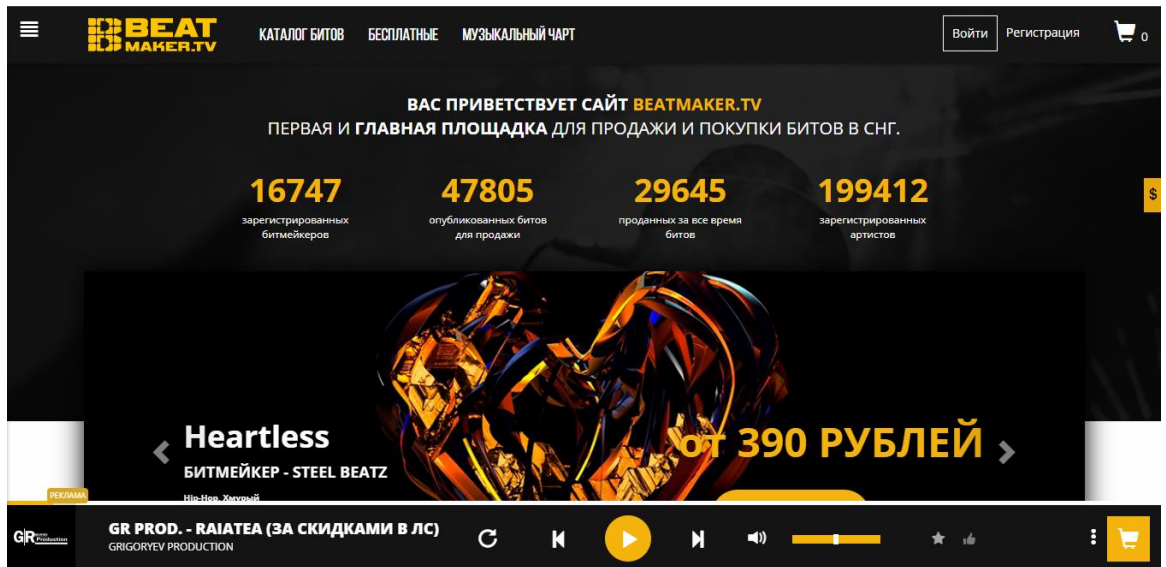 BEAT
MAKER.TV
КАТАЛОГ БИТОВ БЕСПЛАТНЫЕ МУЗЫКАЛЬНЫЙ ЧАРТ
Войти Регистрация 0
ВАС ПРИВЕТСТВУЕТ САЙТ BEATMAKER.TV
ПЕРВАЯ И ГЛАВНАЯ ПЛОЩАДКА ДЛЯ ПРОДАЖИ И ПОКУПКИ БИТОВ В СНГ.
16747
зарегистрированных
битмейкеров
47805
опубликованных битов
для продажи
29645
проданных за все время
битов
199412
зарегистрированных
артистов
$
Heartless
БИТМЕЙКЕР - STEEL BEATZ
Hip-Hop, Хмурый
от 390 РУБЛЕЙ
РЕКЛАМА
GR Production
GR PROD. - RAIATEA (ЗА СКИДКАМИ В ЛС)
GRIGORYEV PRODUCTION